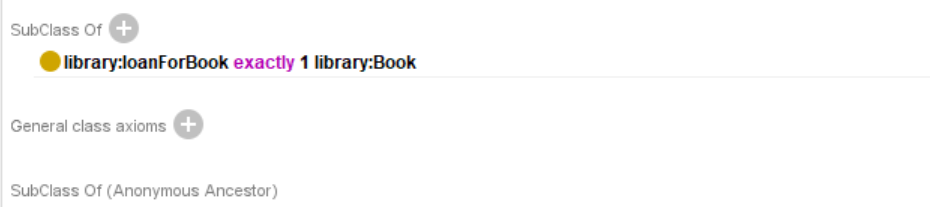 SubClass Of
library:loanForBook exactly 1 library:Book
General class axioms
SubClass Of (Anonymous Ancestor)